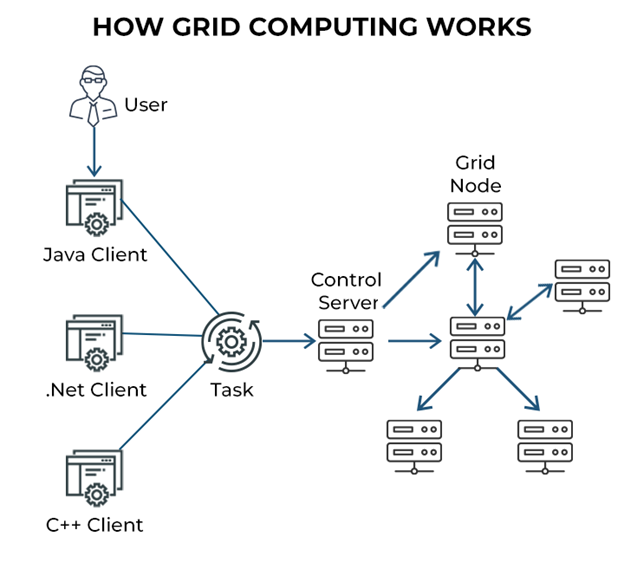 HOW GRID COMPUTING WORKS
User
Java Client
.Net Client
C++ Client
Task
Control
Server
Grid
Node